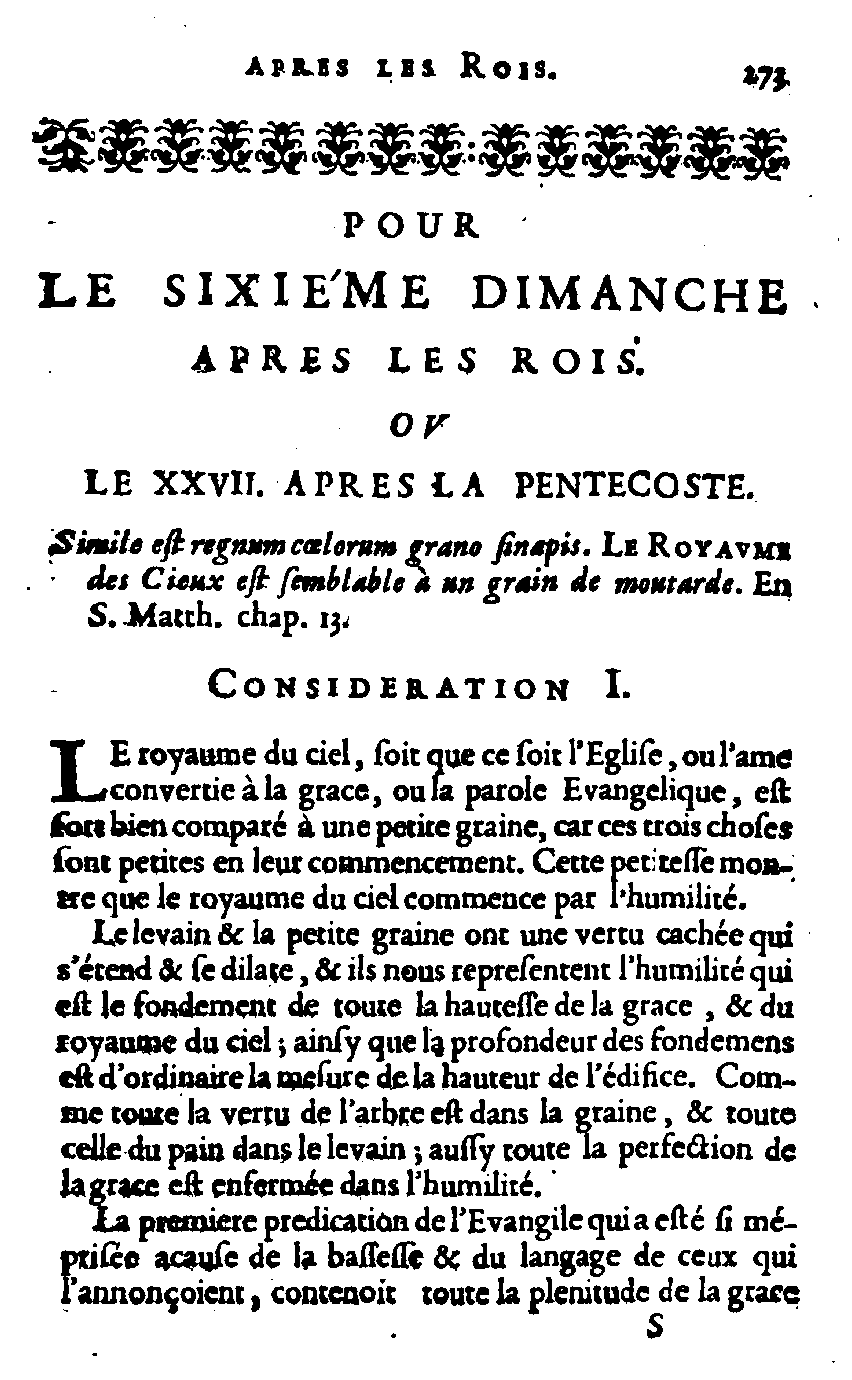 APRES LES ROIS. 273
POUR
LE SIXIE'ME DIMANCHE
APRES LES ROIS.
OV
LE XXVII. APRES LA PENTECOSTE.
Simile eſt regnum cœlorum grano ſinapis. LE ROYAVME
des Cieux eſt ſemblable à un grain de moutarde. En
S. Matth. chap. 13.
CONSIDERATION I.
LE royaume du ciel, ſoit que ce ſoit l'Egliſe, ou l'ame
convertie à la grace, ou la parole Evangelique, eſt
fort bien comparé à une petite graine, car ces trois choſes
ſont petites en leur commencement. Cette petiteſſe mon-
tre que le royaume du ciel commence par l'humilité.
Le levain & la petite graine ont une vertu cachée qui
s'étend & ſe dilate, & ils nous repreſentent l'humilité qui
eſt le fondement de toute la hauteſſe de la grace, & du
royaume du ciel; ainſy que la profondeur des fondemens
eſt d'ordinaire la meſure de la hauteur de l'édifice. Com-
me toute la vertu de l'arbre eſt dans la graine, & toute
celle du pain dans le levain; auſſy toute la perfection de
la grace eſt enfermée dans l'humilité.
La premiere predication de l'Evangile qui a eſté ſi mé-
priſée acauſe de la baſſeſſe & du langage de ceux qui
l'annonçoient, contenoit toute la plenitude de la grace
S